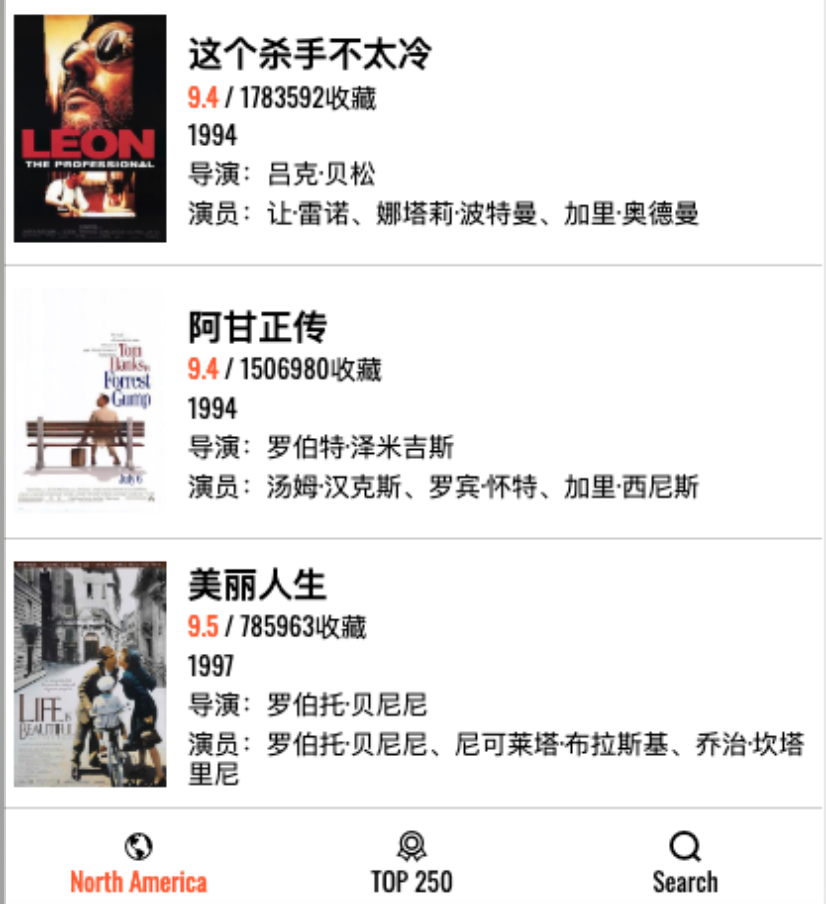 LEON
THE PROFESSIONAL
这个杀手不太冷
9.4 / 1783592收藏
1994
导演：吕克·贝松
演员：让·雷诺、娜塔莉·波特曼、加里·奥德曼
Tom
Hanks
Forrest
Gump
July 6
阿甘正传
9.4 / 1506980收藏
1994
导演：罗伯特·泽米吉斯
演员：汤姆·汉克斯、罗宾·怀特、加里·西尼斯
LIFE IS
BEAUTIFUL
美丽人生
9.5 / 785963收藏
1997
导演：罗伯托·贝尼尼
演员：罗伯托·贝尼尼、尼可莱塔·布拉斯基、乔治·坎塔
里尼
North America
TOP 250
Search